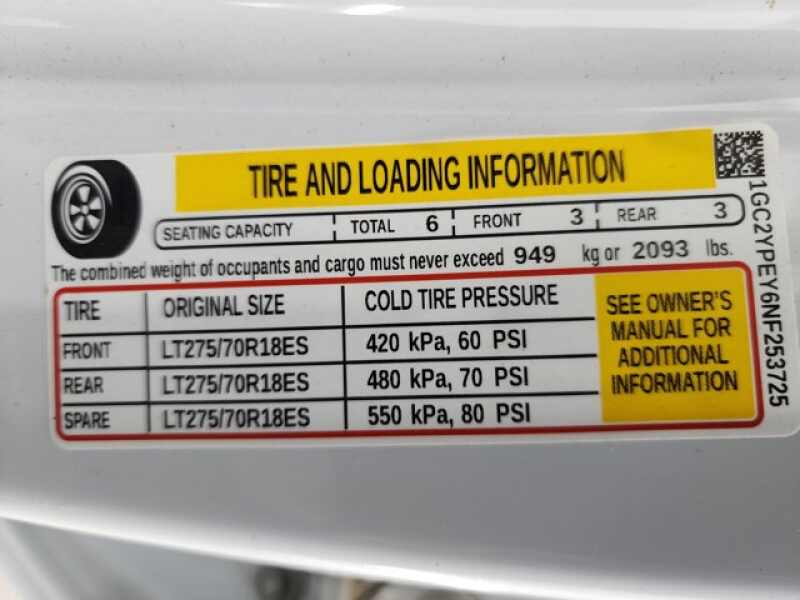 TIRE AND LOADING INFORMATION
SEATING CAPACITY TOTAL 6 FRONT 3 REAR 3
The combined weight of occupants and cargo must never exceed 949 kg or 2093 lbs.
TIRE ORIGINAL SIZE COLD TIRE PRESSURE
FRONT LT275/70R18ES 420 kPa, 60 PSI
REAR LT275/70R18ES 480 kPa, 70 PSI
SPARE LT275/70R18ES 550 kPa, 80 PSI
SEE OWNER'S
MANUAL FOR
ADDITIONAL
INFORMATION
1GC2YPEY6NF253725